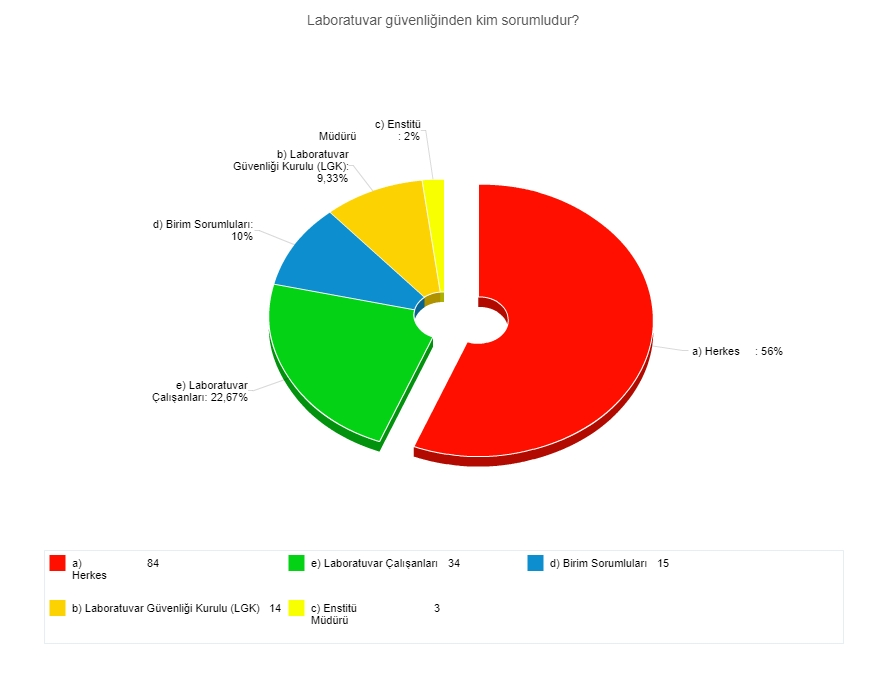 Laboratuvar güvenliğinden kim sorumludur?
c) Enstitü
Müdürü : 2%
b) Laboratuvar
Güvenliği Kurulu (LGK):
9,33%
d) Birim Sorumluları:
10%
a) Herkes : 56%
e) Laboratuvar
Çalışanları: 22,67%
a) 84
Herkes
e) Laboratuvar Çalışanları 34
d) Birim Sorumluları 15
b) Laboratuvar Güvenliği Kurulu (LGK) 14
c) Enstitü 3
Müdürü